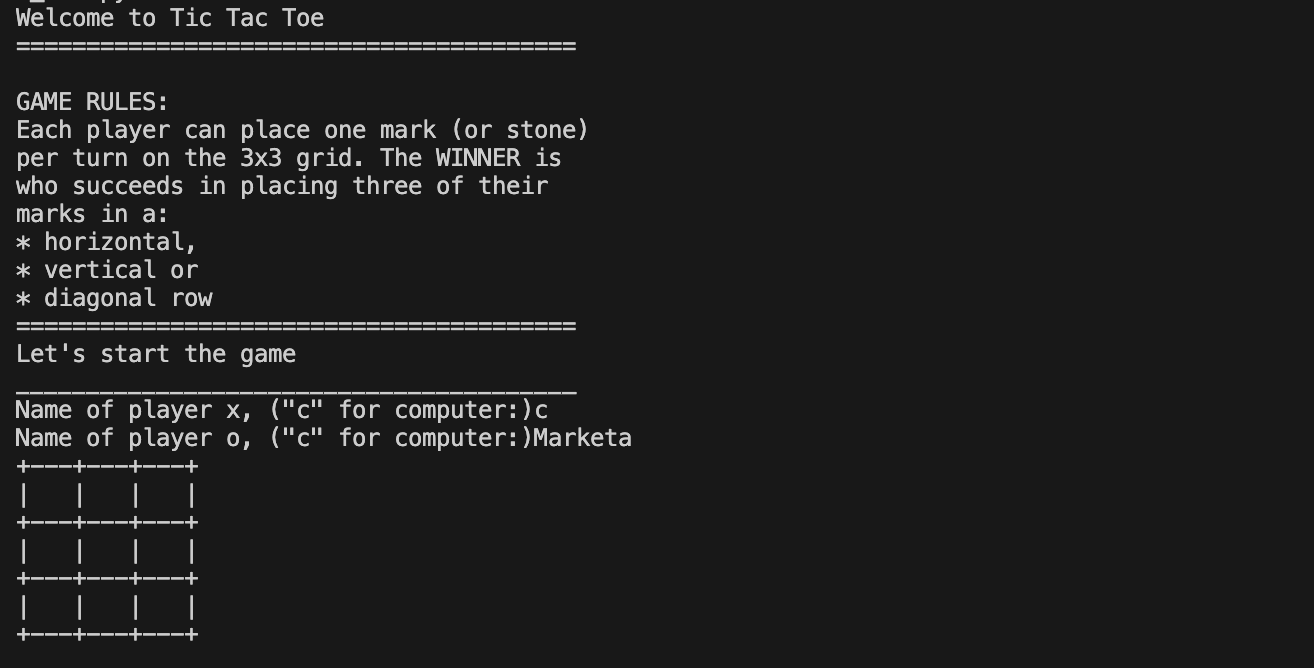 Welcome to Tic Tac Toe
========================================
GAME RULES:
Each player can place one mark (or stone)
per turn on the 3x3 grid. The WINNER is
who succeeds in placing three of their
marks in a:
* horizontal,
* vertical or
* diagonal row
========================================
Let's start the game
________________________________________
Name of player x, ("c" for computer:)c
Name of player o, ("c" for computer:)Marketa
+---+---+---+
|   |   |   |
+---+---+---+
|   |   |   |
+---+---+---+
|   |   |   |
+---+---+---+